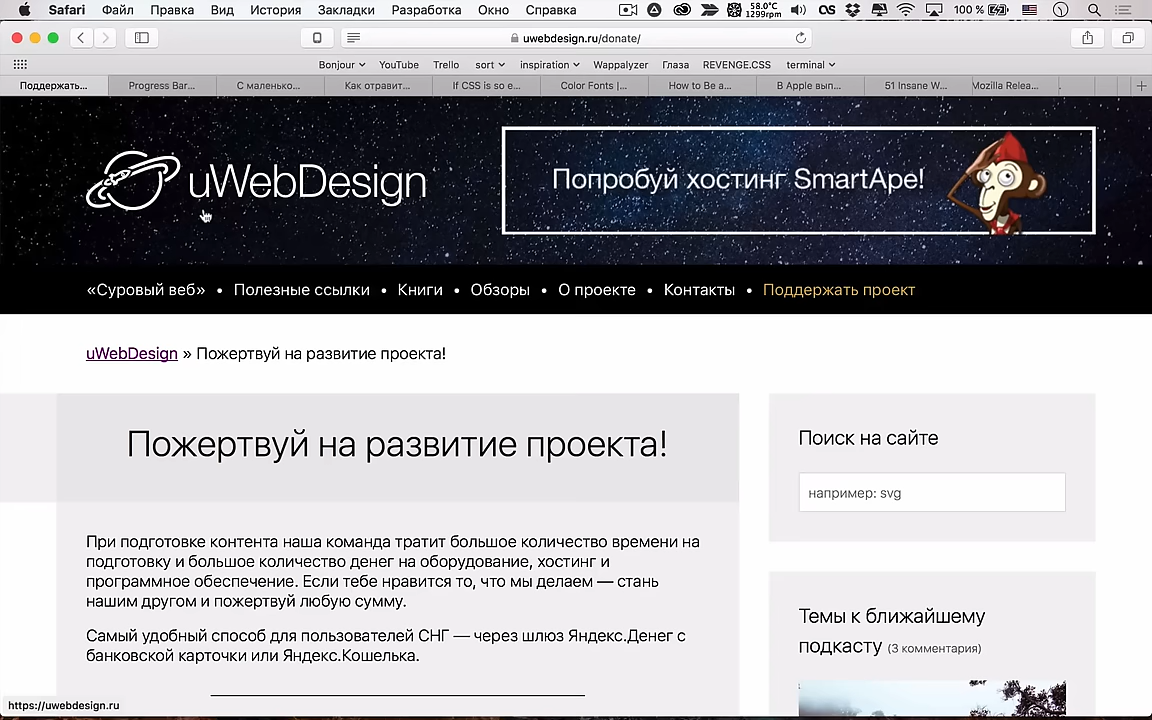 Safari Файл Правка Вид История Закладки Разработка Окно Справка 58.0°C 1299rpm 100 %
uwebdesign.ru/donate/
Bonjour YouTube Trello sort inspiration Wappalyzer Глаза REVENGE.CSS terminal
Поддержать... Progress Bar... С маленько... Как отравит... If CSS is so e... Color Fonts |... How to Be a... В Apple вып... 51 Insane W... Mozilla Relea...
uWebDesign
Попробуй хостинг SmartApe!
«Суровый веб» • Полезные ссылки • Книги • Обзоры • О проекте • Контакты • Поддержать проект
uWebDesign » Пожертвуй на развитие проекта!
Пожертвуй на развитие проекта!
При подготовке контента наша команда тратит большое количество времени на
подготовку и большое количество денег на оборудование, хостинг и
программное обеспечение. Если тебе нравится то, что мы делаем — стань
нашим другом и пожертвуй любую сумму.
Самый удобный способ для пользователей СНГ — через шлюз Яндекс.Денег с
банковской карточки или Яндекс.Кошелька.
Поиск на сайте
например: svg
Темы к ближайшему
подкасту (3 комментария)
https://uwebdesign.ru